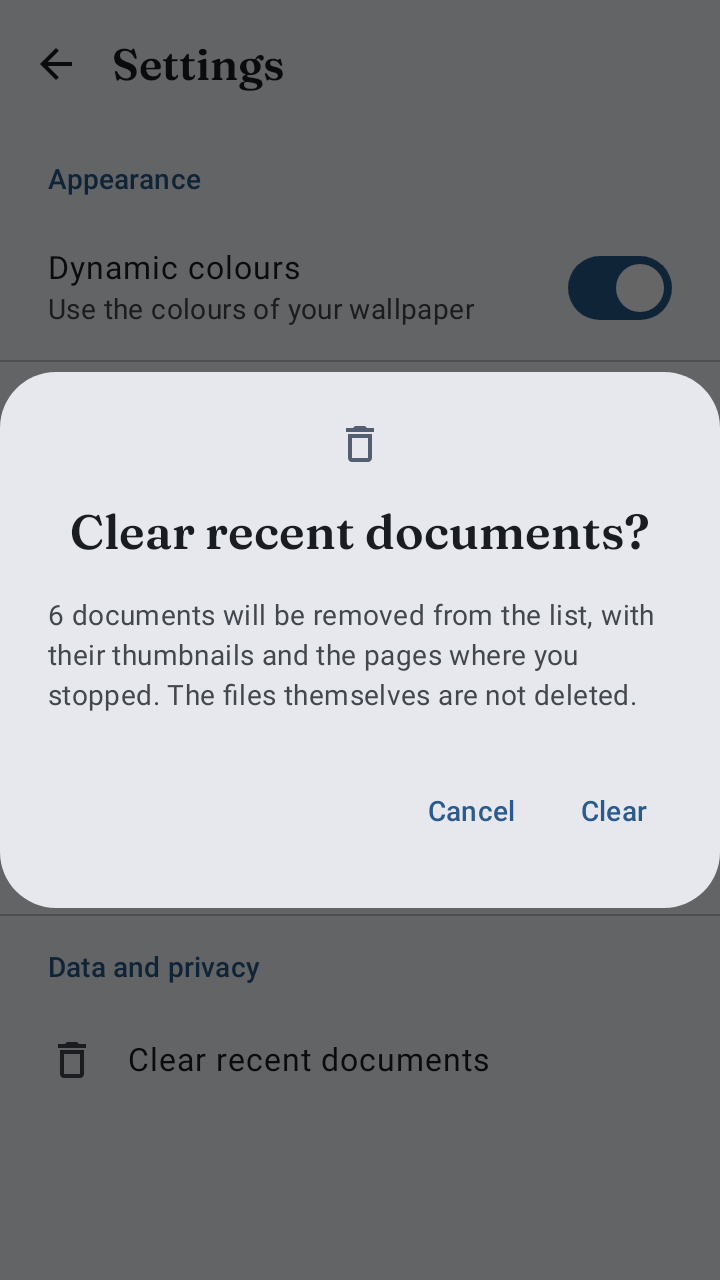 Settings
Appearance
Dynamic colours
Use the colours of your wallpaper
Clear recent documents?
6 documents will be removed from the list, with
their thumbnails and the pages where you
stopped. The files themselves are not deleted.
Cancel
Clear
Data and privacy
Clear recent documents